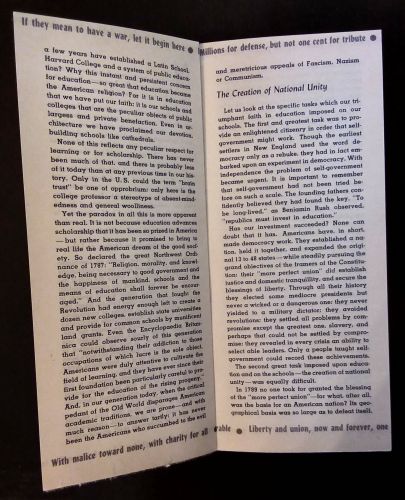 If they mean to have a war, let it begin here ●
a few years have established a Latin School,
Harvard College and a system of public educa-
tion? Why this instant and persistent concern
for education—so great that education became
the American religion? For it is in education
that we have put our faith; it is our schools and
colleges that are the peculiar objects of public
largess and private benefaction. Even in ar-
chitecture we have proclaimed our devotion,
building schools like cathedrals.
None of this reflects any peculiar respect for
learning or for scholarship. There has never
been much of that, and there is probably less
of it today than at any previous time in our his-
tory. Only in the U. S. could the term "brain
trust" be one of opprobrium; only here is the
college professor a stereotype of absent-mind-
edness and general woolliness.
Yet the paradox in all this is more apparent
than real. It is not because education advances
scholarship that it has been so prized in America
—but rather because it promised to bring to
real life the American dream of the good soci-
ety. So declared the great Northwest Ordi-
nance of 1787: "Religion, morality, and knowl-
edge, being necessary to good government and
the happiness of mankind, schools and the
means of education shall forever be encour-
aged." And the generation that fought the
Revolution had energy enough left to create a
dozen new colleges, establish state universities
and provide for common schools by munificent
land grants. Even the Encyclopaedia Britan-
nica could observe sourly of this generation
that "notwithstanding their addiction to those
occupations of which lucre is the sole object,
Americans were duly attentive to cultivate the
field of learning, and they have ever since their
first foundation been particularly careful to pro-
vide for the education of the rising progeny."
And, in our generation today, when the critical
pedant of the Old World disparages American
academic traditions, we are prone—and with
much reason—to answer tartly: it has never
been the Americans who succumbed to the evil
With malice toward none, with charity for all
Millions for defense, but not one cent for tribute ●
and meretricious appeals of Fascism, Nazism
or Communism.
The Creation of National Unity
Let us look at the specific tasks which our tri-
umphant faith in education imposed on our
schools. The first and greatest task was to pro-
vide an enlightened citizenry in order that self-
government might work. Though the earliest
settlers in New England used the word de-
mocracy only as a rebuke, they had in fact em-
barked upon an experiment in democracy. With
independence the problem of self-government
became urgent. It is important to remember
that self-government had not been tried be-
fore on such a scale. The founding fathers con-
fidently believed they had found the key. "To
be long-lived," as Benjamin Rush observed,
"republics must invest in education."
Has our investment succeeded? None can
doubt that it has. Americans have, in short,
made democracy work. They established a na-
tion, held it together, and expanded the origi-
nal 13 to 48 states—while steadily pursuing the
grand objectives of the framers of the Constitu-
tion: their "more perfect union" did establish
justice and domestic tranquility, and secure the
blessings of liberty. Through all their history
they elected some mediocre presidents but
never a wicked or a dangerous one; they never
yielded to a military dictator; they avoided
revolutions; they settled all problems by com-
promise except the greatest one, slavery, and
perhaps that could not be settled by compro-
mise; they revealed in every crisis an ability to
select able leaders. Only a people taught self-
government could record these achievements.
The second great task imposed upon educa-
tion and on the schools—the creation of national
unity—was equally difficult.
In 1789 no one took for granted the blessing
of the "more perfect union"—for what, after all,
was the basis for an American nation? Its geo-
graphical basis was so large as to defeat itself.
rable ● Liberty and union, now and forever, one